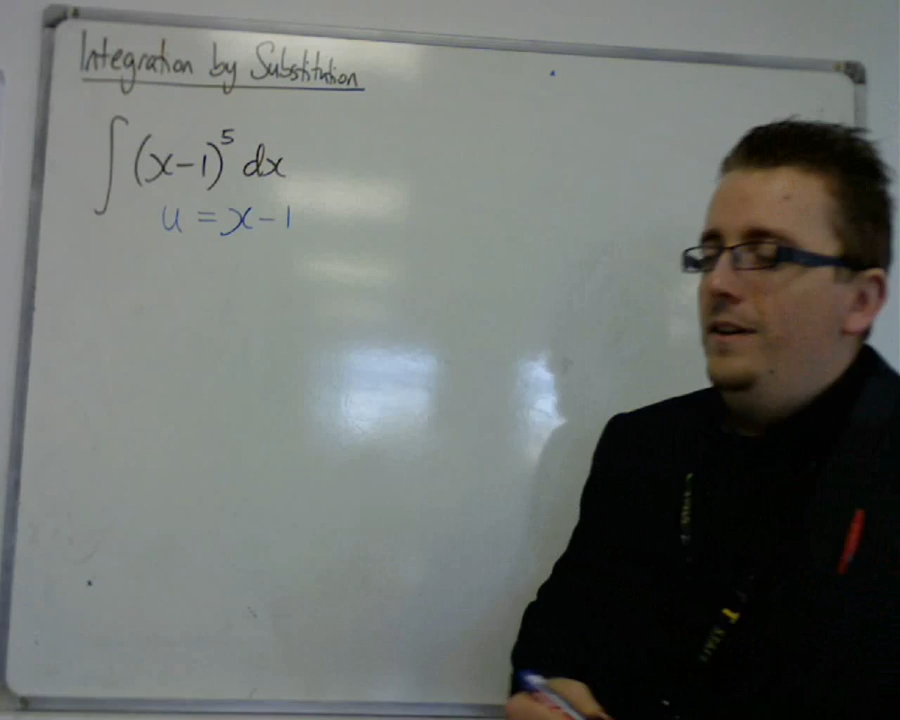 Integration by Substitution
∫ (x-1)⁵ dx
u = x-1